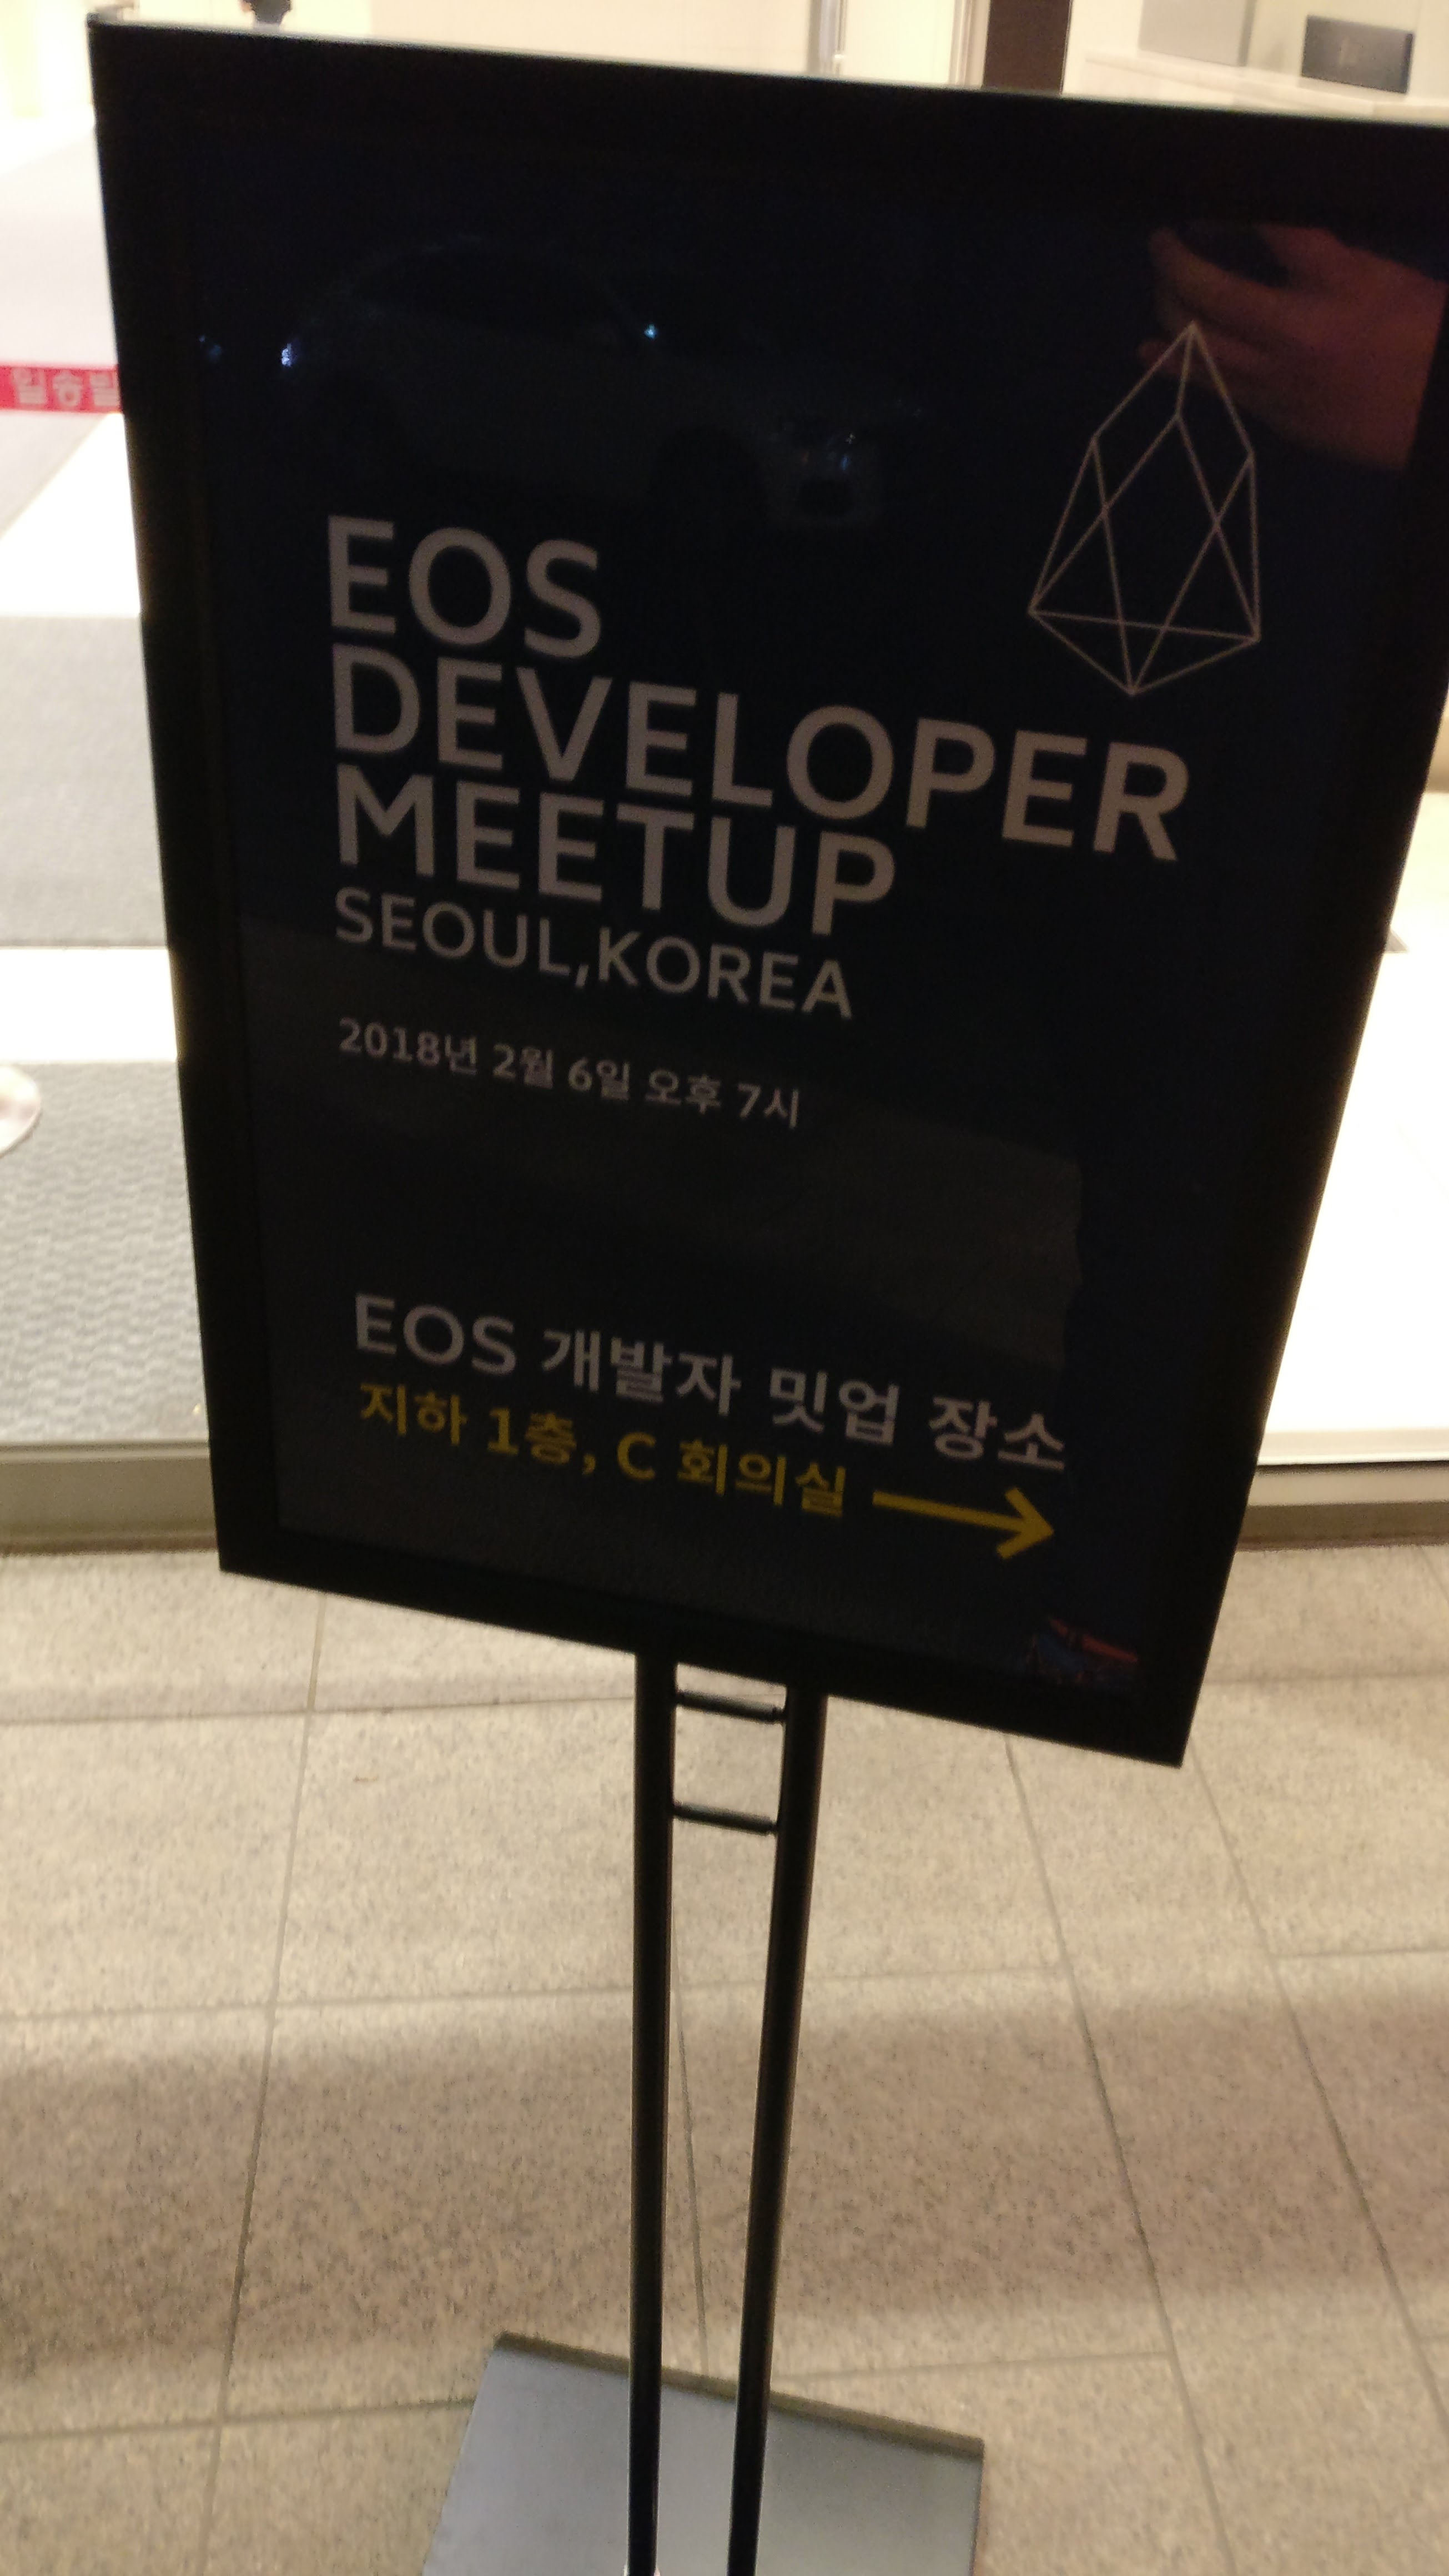 EOS
DEVELOPER
MEETUP
SEOUL,KOREA
2018년 2월 6일 오후 7시
EOS 개발자 밋업 장소
지하 1층, C 회의실